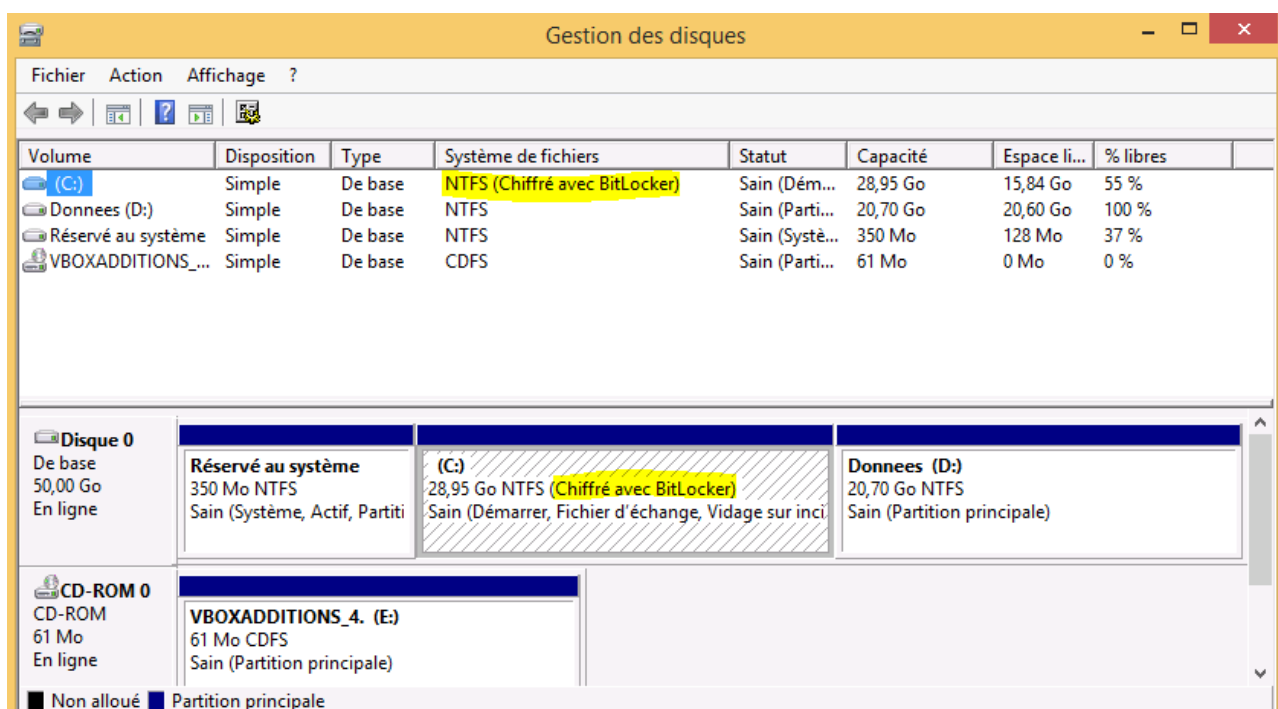 Gestion des disques
Fichier Action Affichage ?
Volume Disposition Type Système de fichiers Statut Capacité Espace li... % libres
(C:) Simple De base NTFS (Chiffré avec BitLocker) Sain (Dém... 28,95 Go 15,84 Go 55 %
Donnees (D:) Simple De base NTFS Sain (Parti... 20,70 Go 20,60 Go 100 %
Réservé au système Simple De base NTFS Sain (Systè... 350 Mo 128 Mo 37 %
VBOXADDITIONS_... Simple De base CDFS Sain (Parti... 61 Mo 0 Mo 0 %
Disque 0
De base
50,00 Go
En ligne
Réservé au système
350 Mo NTFS
Sain (Système, Actif, Partiti
(C:)
28,95 Go NTFS (Chiffré avec BitLocker)
Sain (Démarrer, Fichier d'échange, Vidage sur inci
Donnees (D:)
20,70 Go NTFS
Sain (Partition principale)
CD-ROM 0
CD-ROM
61 Mo
En ligne
VBOXADDITIONS_4. (E:)
61 Mo CDFS
Sain (Partition principale)
Non alloué Partition principale